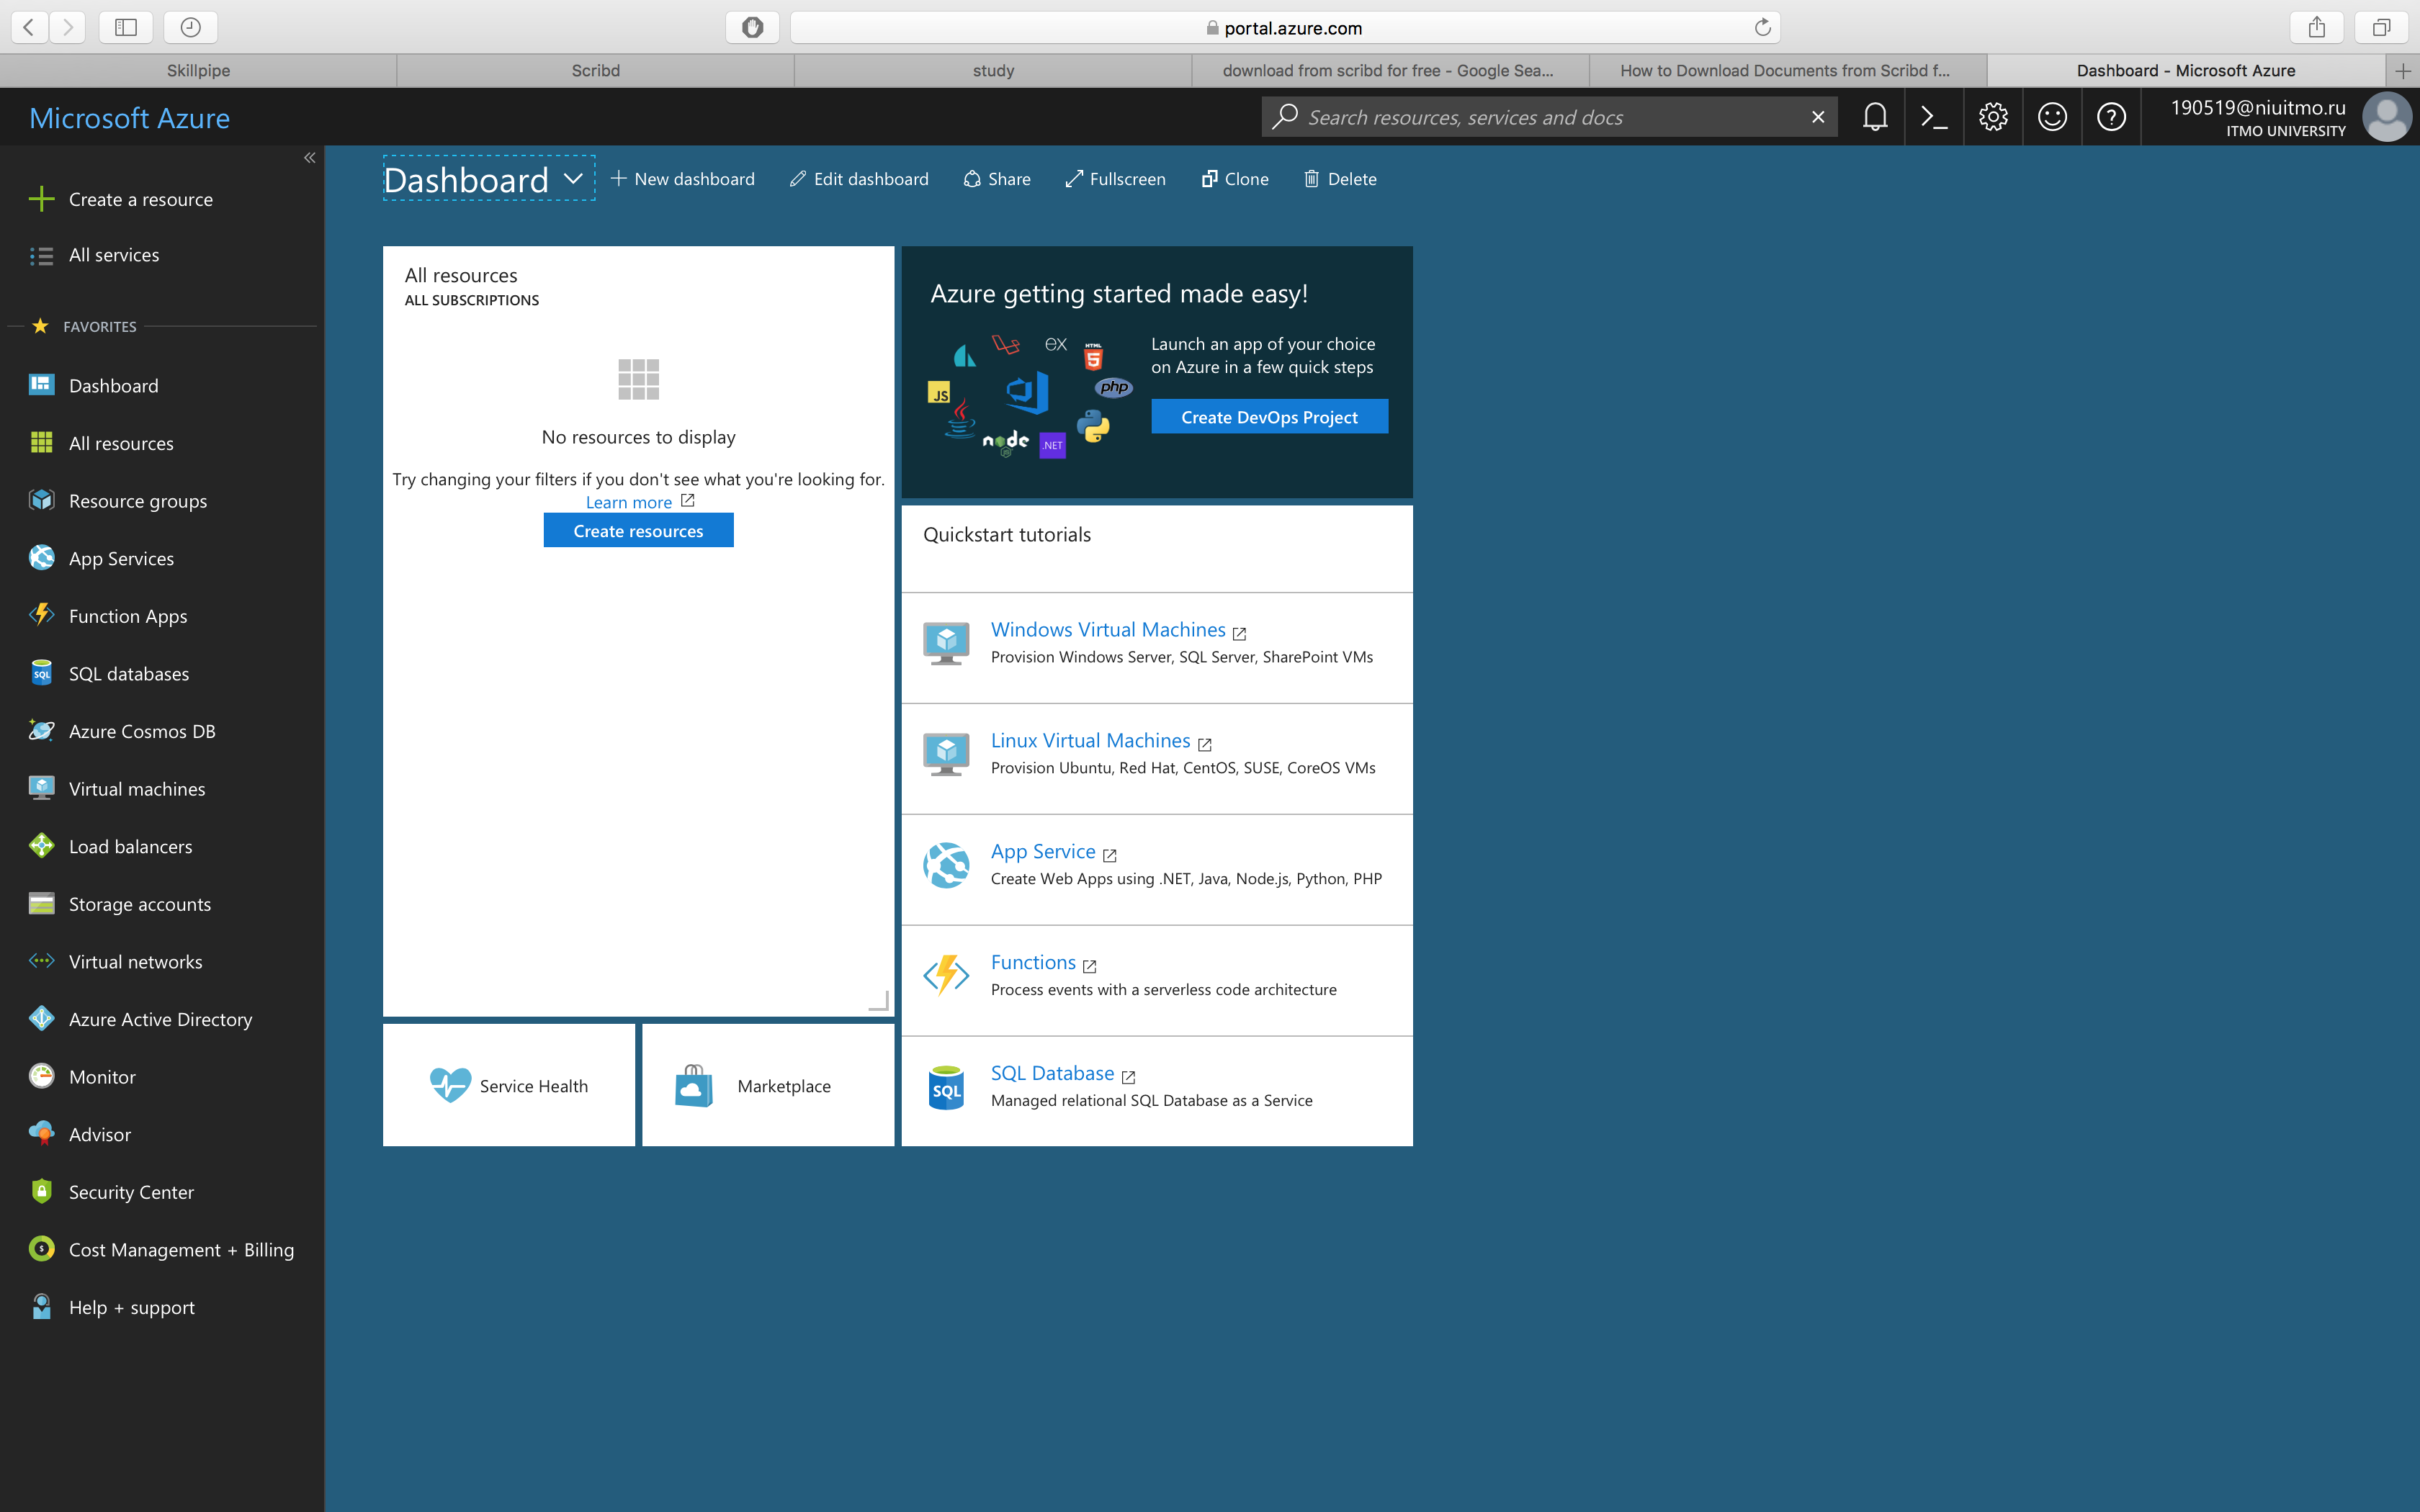 portal.azure.com
Skillpipe
Scribd
study
download from scribd for free - Google Sea...
How to Download Documents from Scribd f...
Dashboard - Microsoft Azure
Microsoft Azure
Search resources, services and docs
190519@niuitmo.ru
ITMO UNIVERSITY
Create a resource
All services
FAVORITES
Dashboard
All resources
Resource groups
App Services
Function Apps
SQL databases
Azure Cosmos DB
Virtual machines
Load balancers
Storage accounts
Virtual networks
Azure Active Directory
Monitor
Advisor
Security Center
Cost Management + Billing
Help + support
Dashboard
New dashboard
Edit dashboard
Share
Fullscreen
Clone
Delete
All resources
ALL SUBSCRIPTIONS
No resources to display
Try changing your filters if you don't see what you're looking for.
Learn more
Create resources
Service Health
Marketplace
Azure getting started made easy!
Launch an app of your choice
on Azure in a few quick steps
Create DevOps Project
ex
HTML
5
JS
php
node
JS
.NET
Quickstart tutorials
Windows Virtual Machines
Provision Windows Server, SQL Server, SharePoint VMs
Linux Virtual Machines
Provision Ubuntu, Red Hat, CentOS, SUSE, CoreOS VMs
App Service
Create Web Apps using .NET, Java, Node.js, Python, PHP
Functions
Process events with a serverless code architecture
SQL
SQL Database
Managed relational SQL Database as a Service